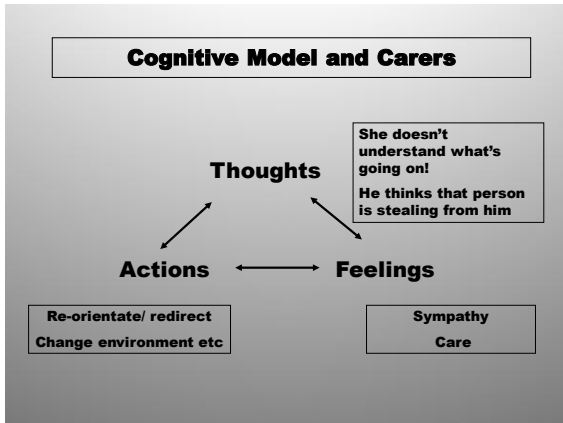 Cognitive Model and Carers
She doesn't
understand what's
going on!
He thinks that person
is stealing from him
Thoughts
Actions
Feelings
Re-orientate/ redirect
Change environment etc
Sympathy
Care